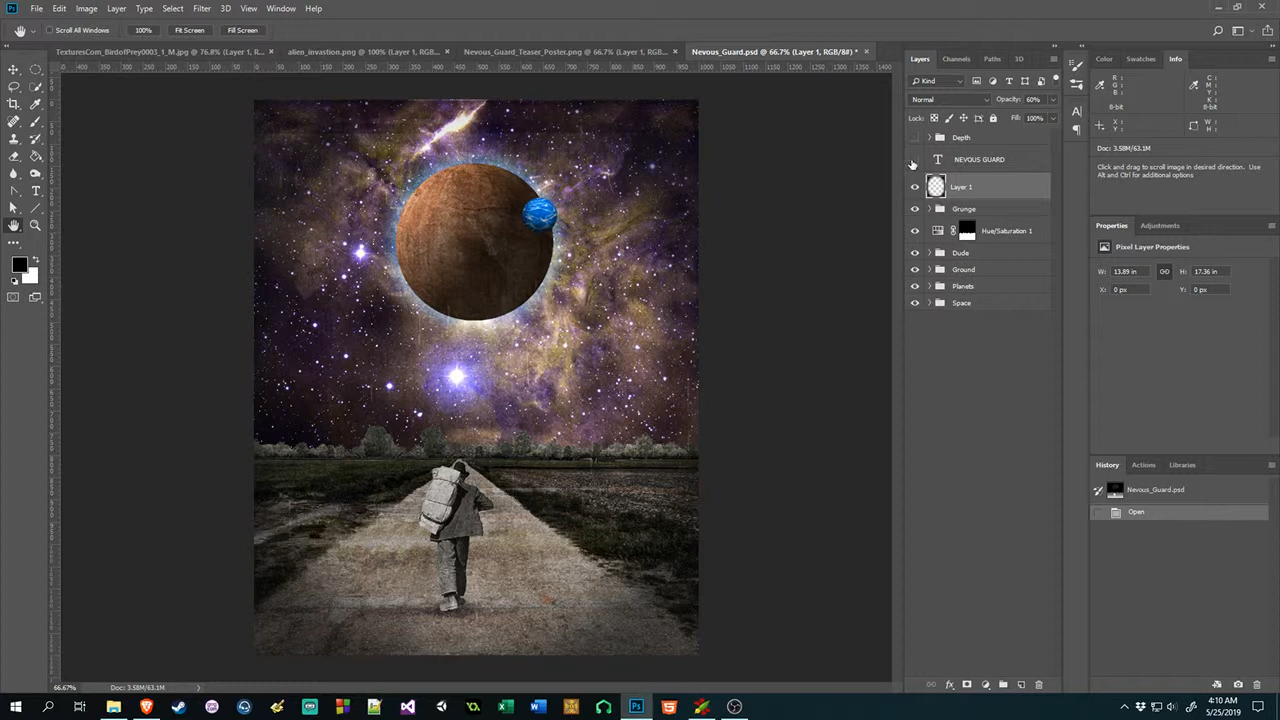 File Edit Image Layer Type Select Filter 3D View Window Help
Scroll All Windows 100% Fit Screen Fill Screen
TexturesCom_BirdofPrey0003_1_M.jpg @ 76.8% (Layer 1, R... × alien_invastion.png @ 100% (Layer 1, RGB... × Nevous_Guard_Teaser_Poster.png @ 66.7% (Layer 1, RGB... × Nevous_Guard.psd @ 66.7% (Layer 1, RGB/8#) * ×
Layers Channels Paths 3D
Color Swatches Info
Kind
R :
G :
B :
8-bit
C :
M :
Y :
K :
8-bit
Normal Opacity: 60%
Lock: Fill: 100%
X :
Y :
W :
H :
Depth
Doc: 3.58M/63.1M
NEVOUS GUARD
Click and drag to scroll image in desired direction. Use
Alt and Ctrl for additional options
Layer 1
Grunge
Hue/Saturation 1
Properties Adjustments
Pixel Layer Properties
Dude
Ground
W: 13.89 in H: 17.36 in
Planets
X: 0 px Y: 0 px
Space
History Actions Libraries
Nevous_Guard.psd
Open
66.67% Doc: 3.58M/63.1M
4:10 AM
5/25/2019